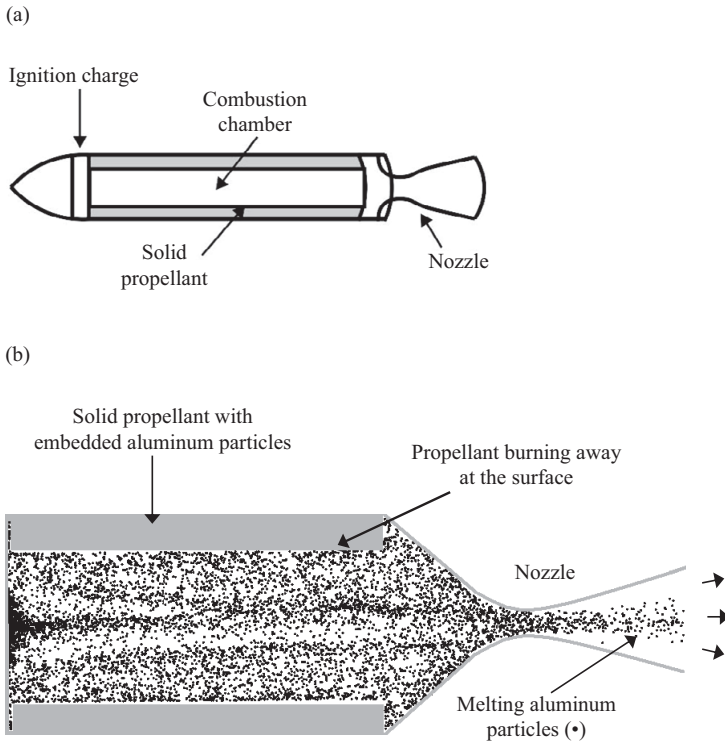 (a)
Ignition charge
Combustion
chamber
Solid
propellant
Nozzle
(b)
Solid propellant with
embedded aluminum particles
Propellant burning away
at the surface
Nozzle
Melting aluminum
particles (•)